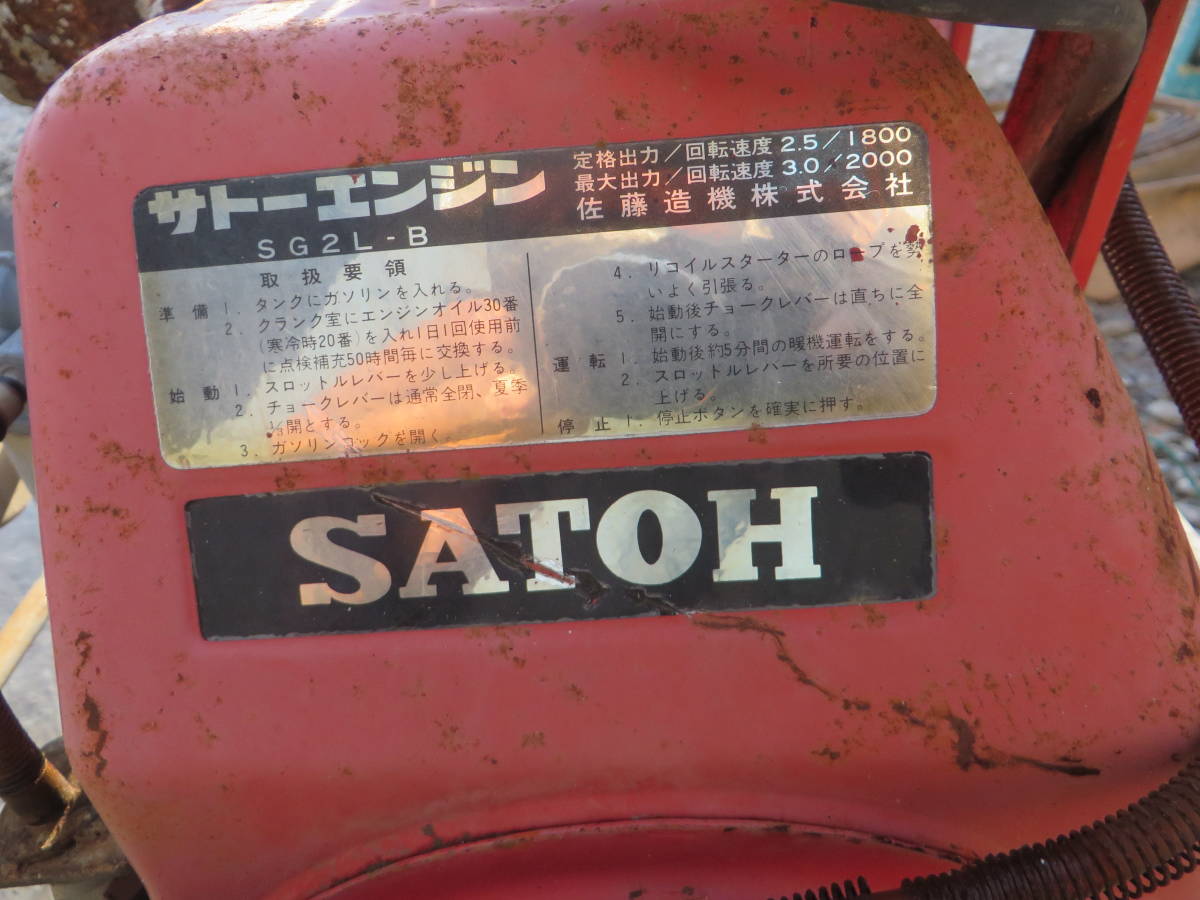 サトーエンジン
SG2L-B
定格出力/回転速度 2.5/1800
最大出力/回転速度 3.0/2000
佐藤造機株式会社
取扱要領
準備 1. タンクにガソリンを入れる。
2. クランク室にエンジンオイル30番
(寒冷時20番)を入れ1日1回使用前
に点検補充50時間毎に交換する。
始動 1. スロットルレバーを少し上げる。
2. チョークレバーは通常全閉、夏季
開とする。
3. ガソリンコックを開く。
4. リコイルスターターのロープを勢
いよく引張る。
5. 始動後チョークレバーは直ちに全
開にする。
運転 1. 始動後約5分間の暖機運転をする。
2. スロットルレバーを所要の位置に
上げる。
停止 1. 停止ボタンを確実に押す。
SATOH